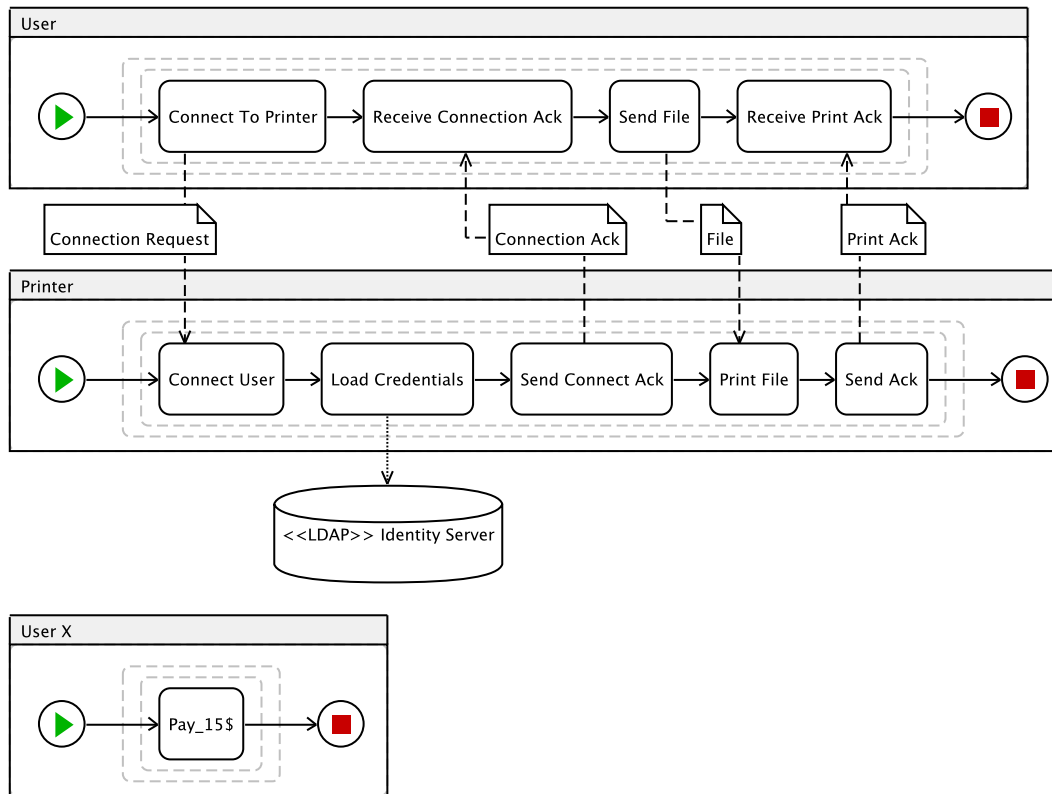 User
Connect To Printer
Receive Connection Ack
Send File
Receive Print Ack
Connection Request
Connection Ack
File
Print Ack
Printer
Connect User
Load Credentials
Send Connect Ack
Print File
Send Ack
<<LDAP>> Identity Server
User X
Pay_15$